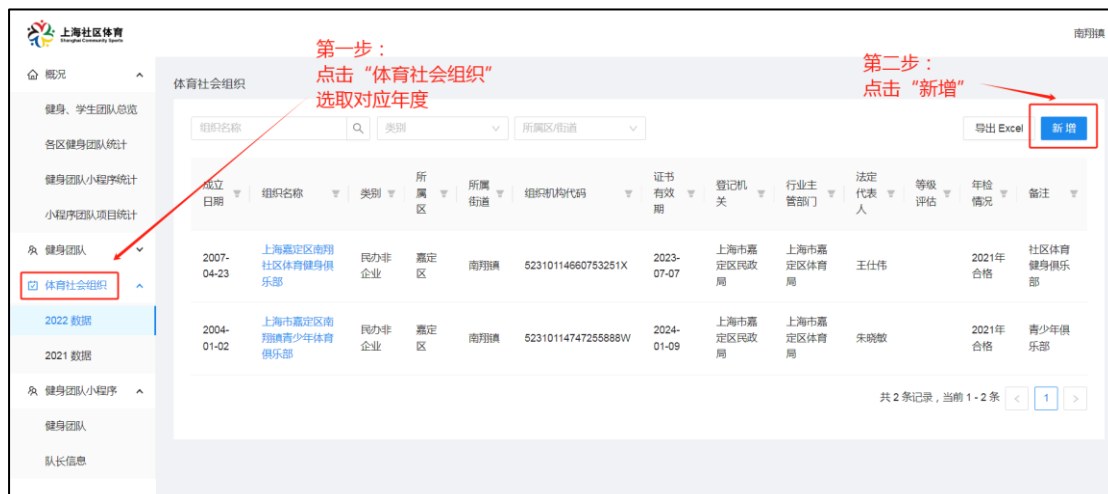 上海社区体育
Shanghai Community Sports
南翔镇
第一步：
点击“体育社会组织”
选取对应年度
第二步：
点击“新增”
概况
健身、学生团队总览
各区健身团队统计
健身团队小程序统计
小程序团队项目统计
健身团队
体育社会组织
2022 数据
2021 数据
健身团队小程序
健身团队
队长信息
体育社会组织
组织名称
类别
所属区/街道
导出 Excel
新 增
成立
日期
组织名称
类别
所
属
区
所属
街道
组织机构代码
证书
有效
期
登记机
关
行业主
管部门
法定
代表
人
等级
评估
年检
情况
备注
2007-
04-23
上海嘉定区南翔
社区体育健身俱
乐部
民办非
企业
嘉定
区
南翔镇
52310114660753251X
2023-
07-07
上海市嘉
定区民政
局
上海市嘉
定区体育
局
王仕伟
2021年
合格
社区体育
健身俱乐
部
2004-
01-02
上海市嘉定区南
翔镇青少年体育
俱乐部
民办非
企业
嘉定
区
南翔镇
52310114747255888W
2024-
01-09
上海市嘉
定区民政
局
上海市嘉
定区体育
局
朱晓敏
2021年
合格
青少年俱
乐部
共 2 条记录 , 当前 1 - 2 条
<
1
>